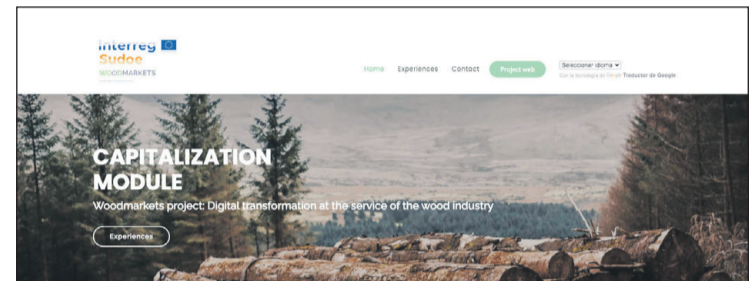 Interreg
Sudoe
WOODMARKETS
Home
Experiences
Contact
Project web
Seleccionar idioma
Con la tecnología de Google Traductor de Google
CAPITALIZATION
MODULE
Woodmarkets project: Digital transformation at the service of the wood industry
Experiences